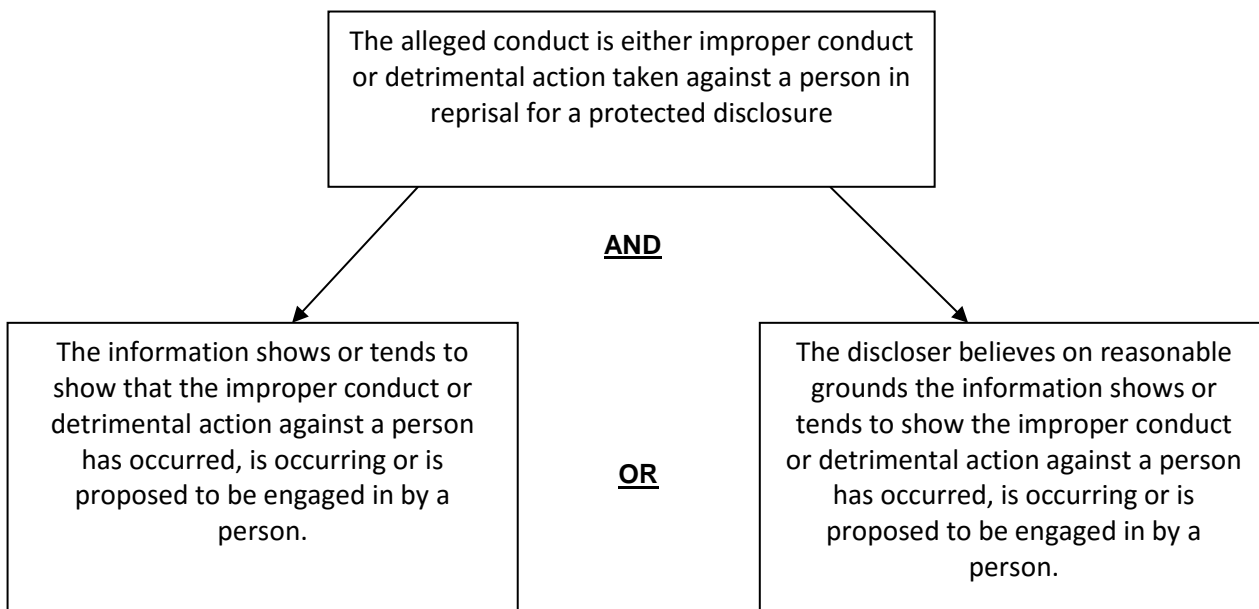 The alleged conduct is either improper conduct
or detrimental action taken against a person in
reprisal for a protected disclosure
AND
The information shows or tends to
show that the improper conduct or
detrimental action against a person
has occurred, is occurring or is
proposed to be engaged in by a
person.
OR
The discloser believes on reasonable
grounds the information shows or
tends to show the improper conduct
or detrimental action against a person
has occurred, is occurring or is
proposed to be engaged in by a
person.